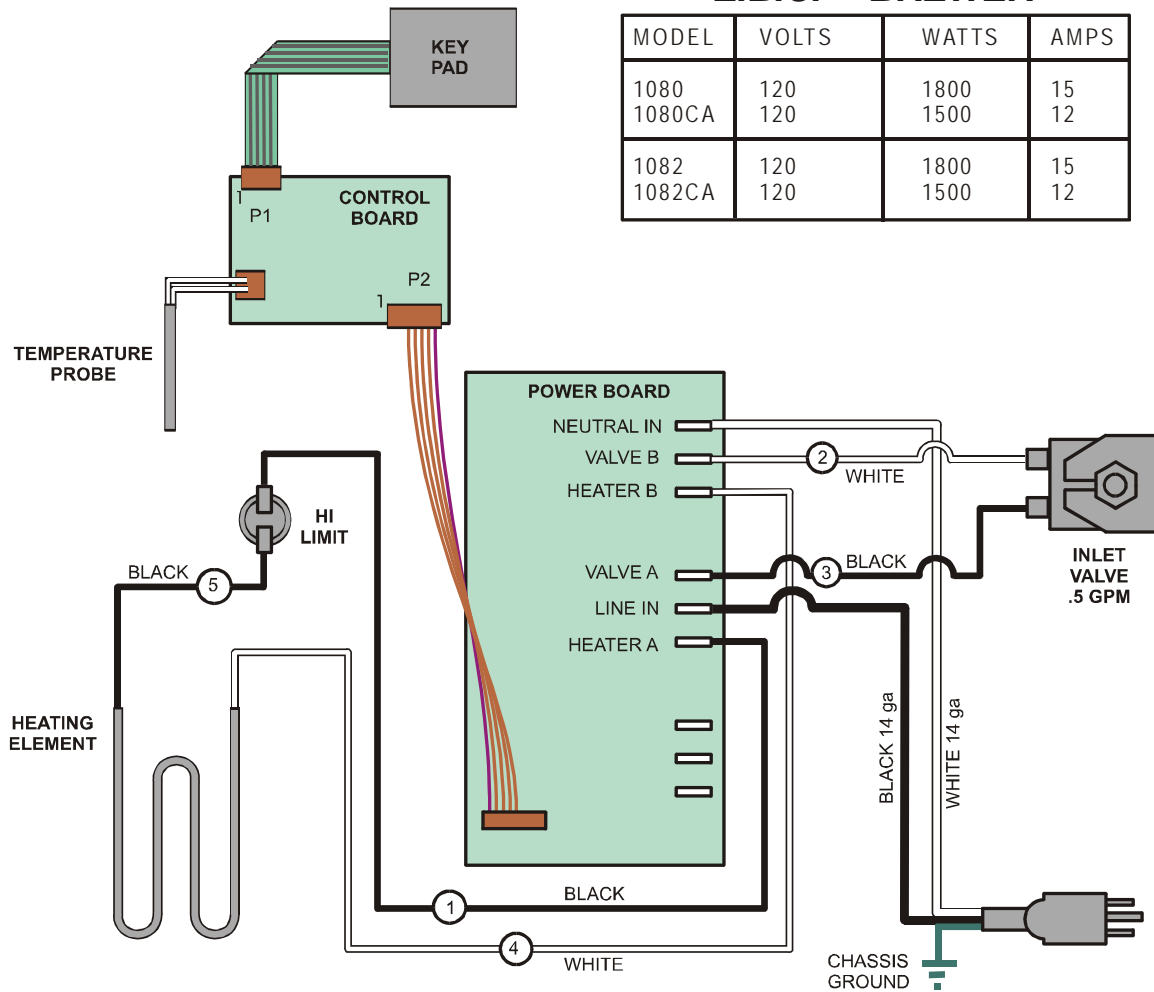 MODEL VOLTS WATTS AMPS
1080 120 1800 15
1080CA 120 1500 12
1082 120 1800 15
1082CA 120 1500 12
KEY
PAD
CONTROL
BOARD
1
P1
P2
1
TEMPERATURE
PROBE
POWER BOARD
NEUTRAL IN
VALVE B
HEATER B
VALVE A
LINE IN
HEATER A
2
WHITE
3
BLACK
INLET
VALVE
.5 GPM
HI
LIMIT
BLACK
5
HEATING
ELEMENT
BLACK 14 ga
WHITE 14 ga
1
BLACK
4
WHITE
CHASSIS
GROUND